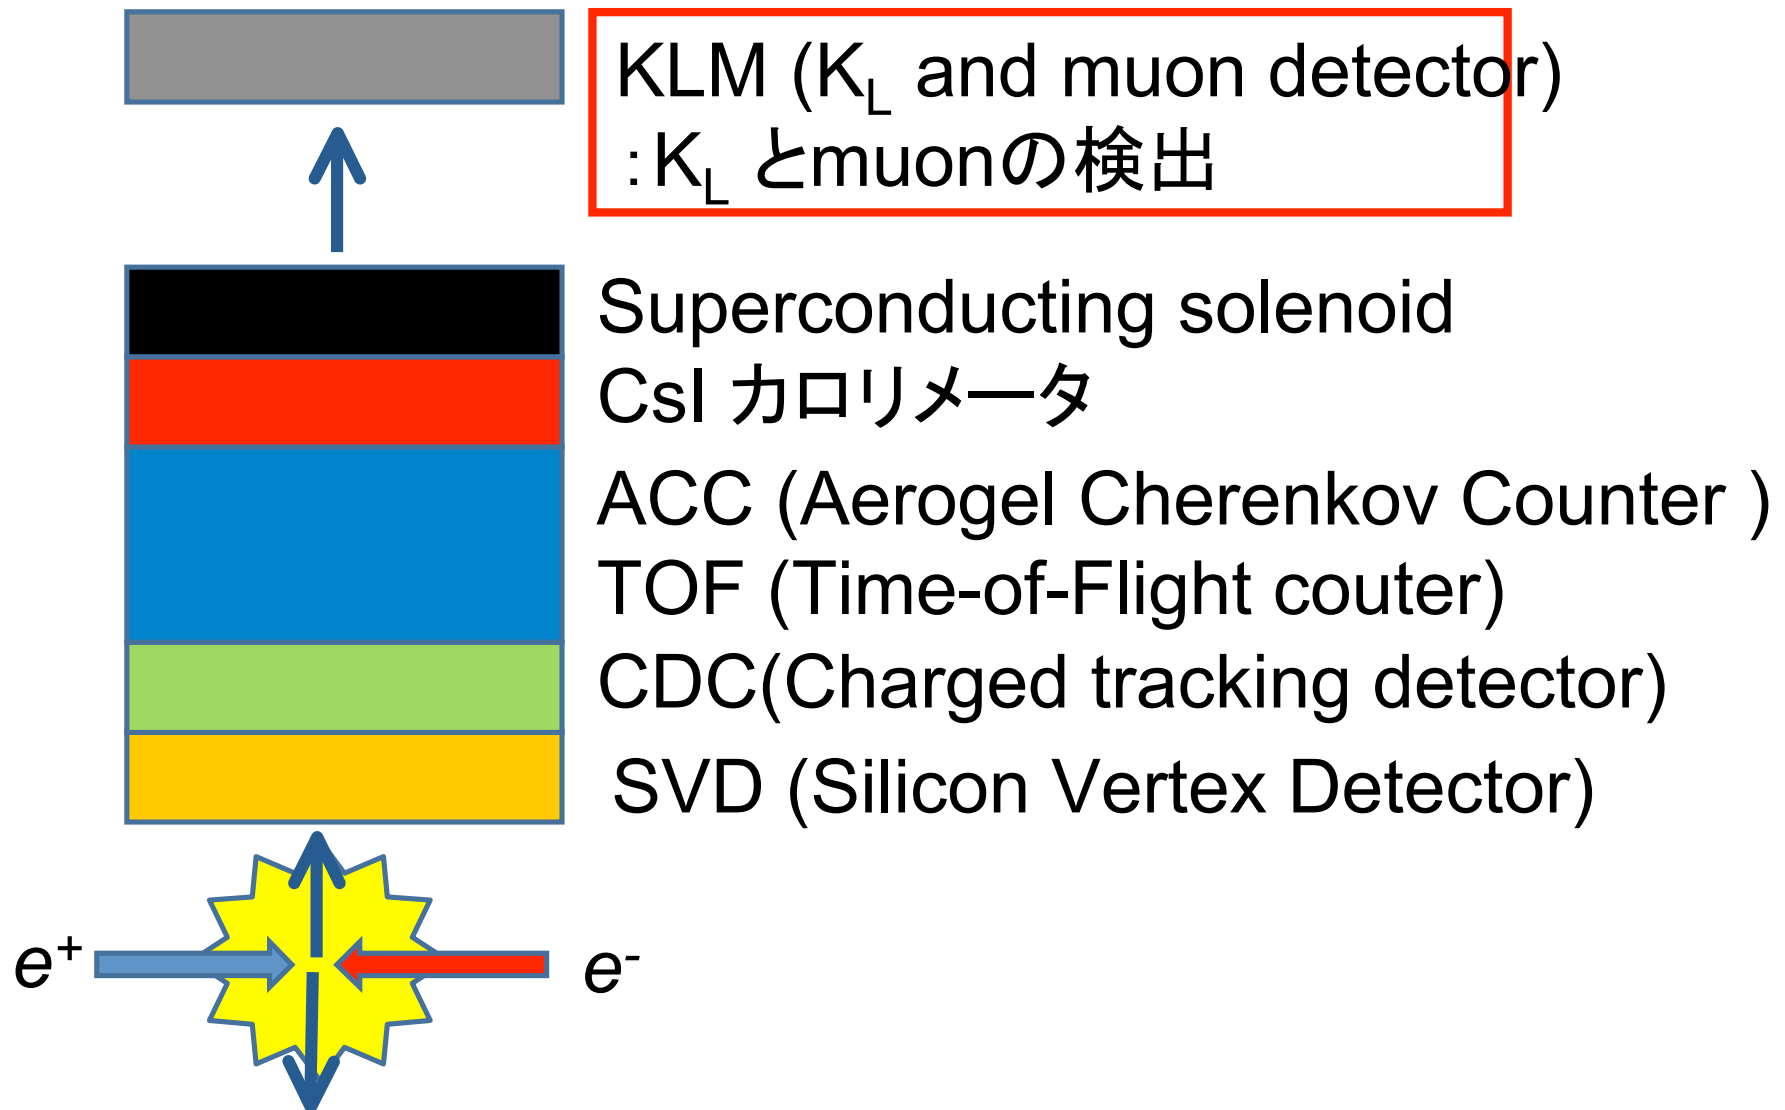 KLM (K_L and muon detector)
：K_L とmuonの検出
Superconducting solenoid
CsI カロリメータ
ACC (Aerogel Cherenkov Counter )
TOF (Time-of-Flight couter)
CDC(Charged tracking detector)
SVD (Silicon Vertex Detector)
e⁺
e⁻